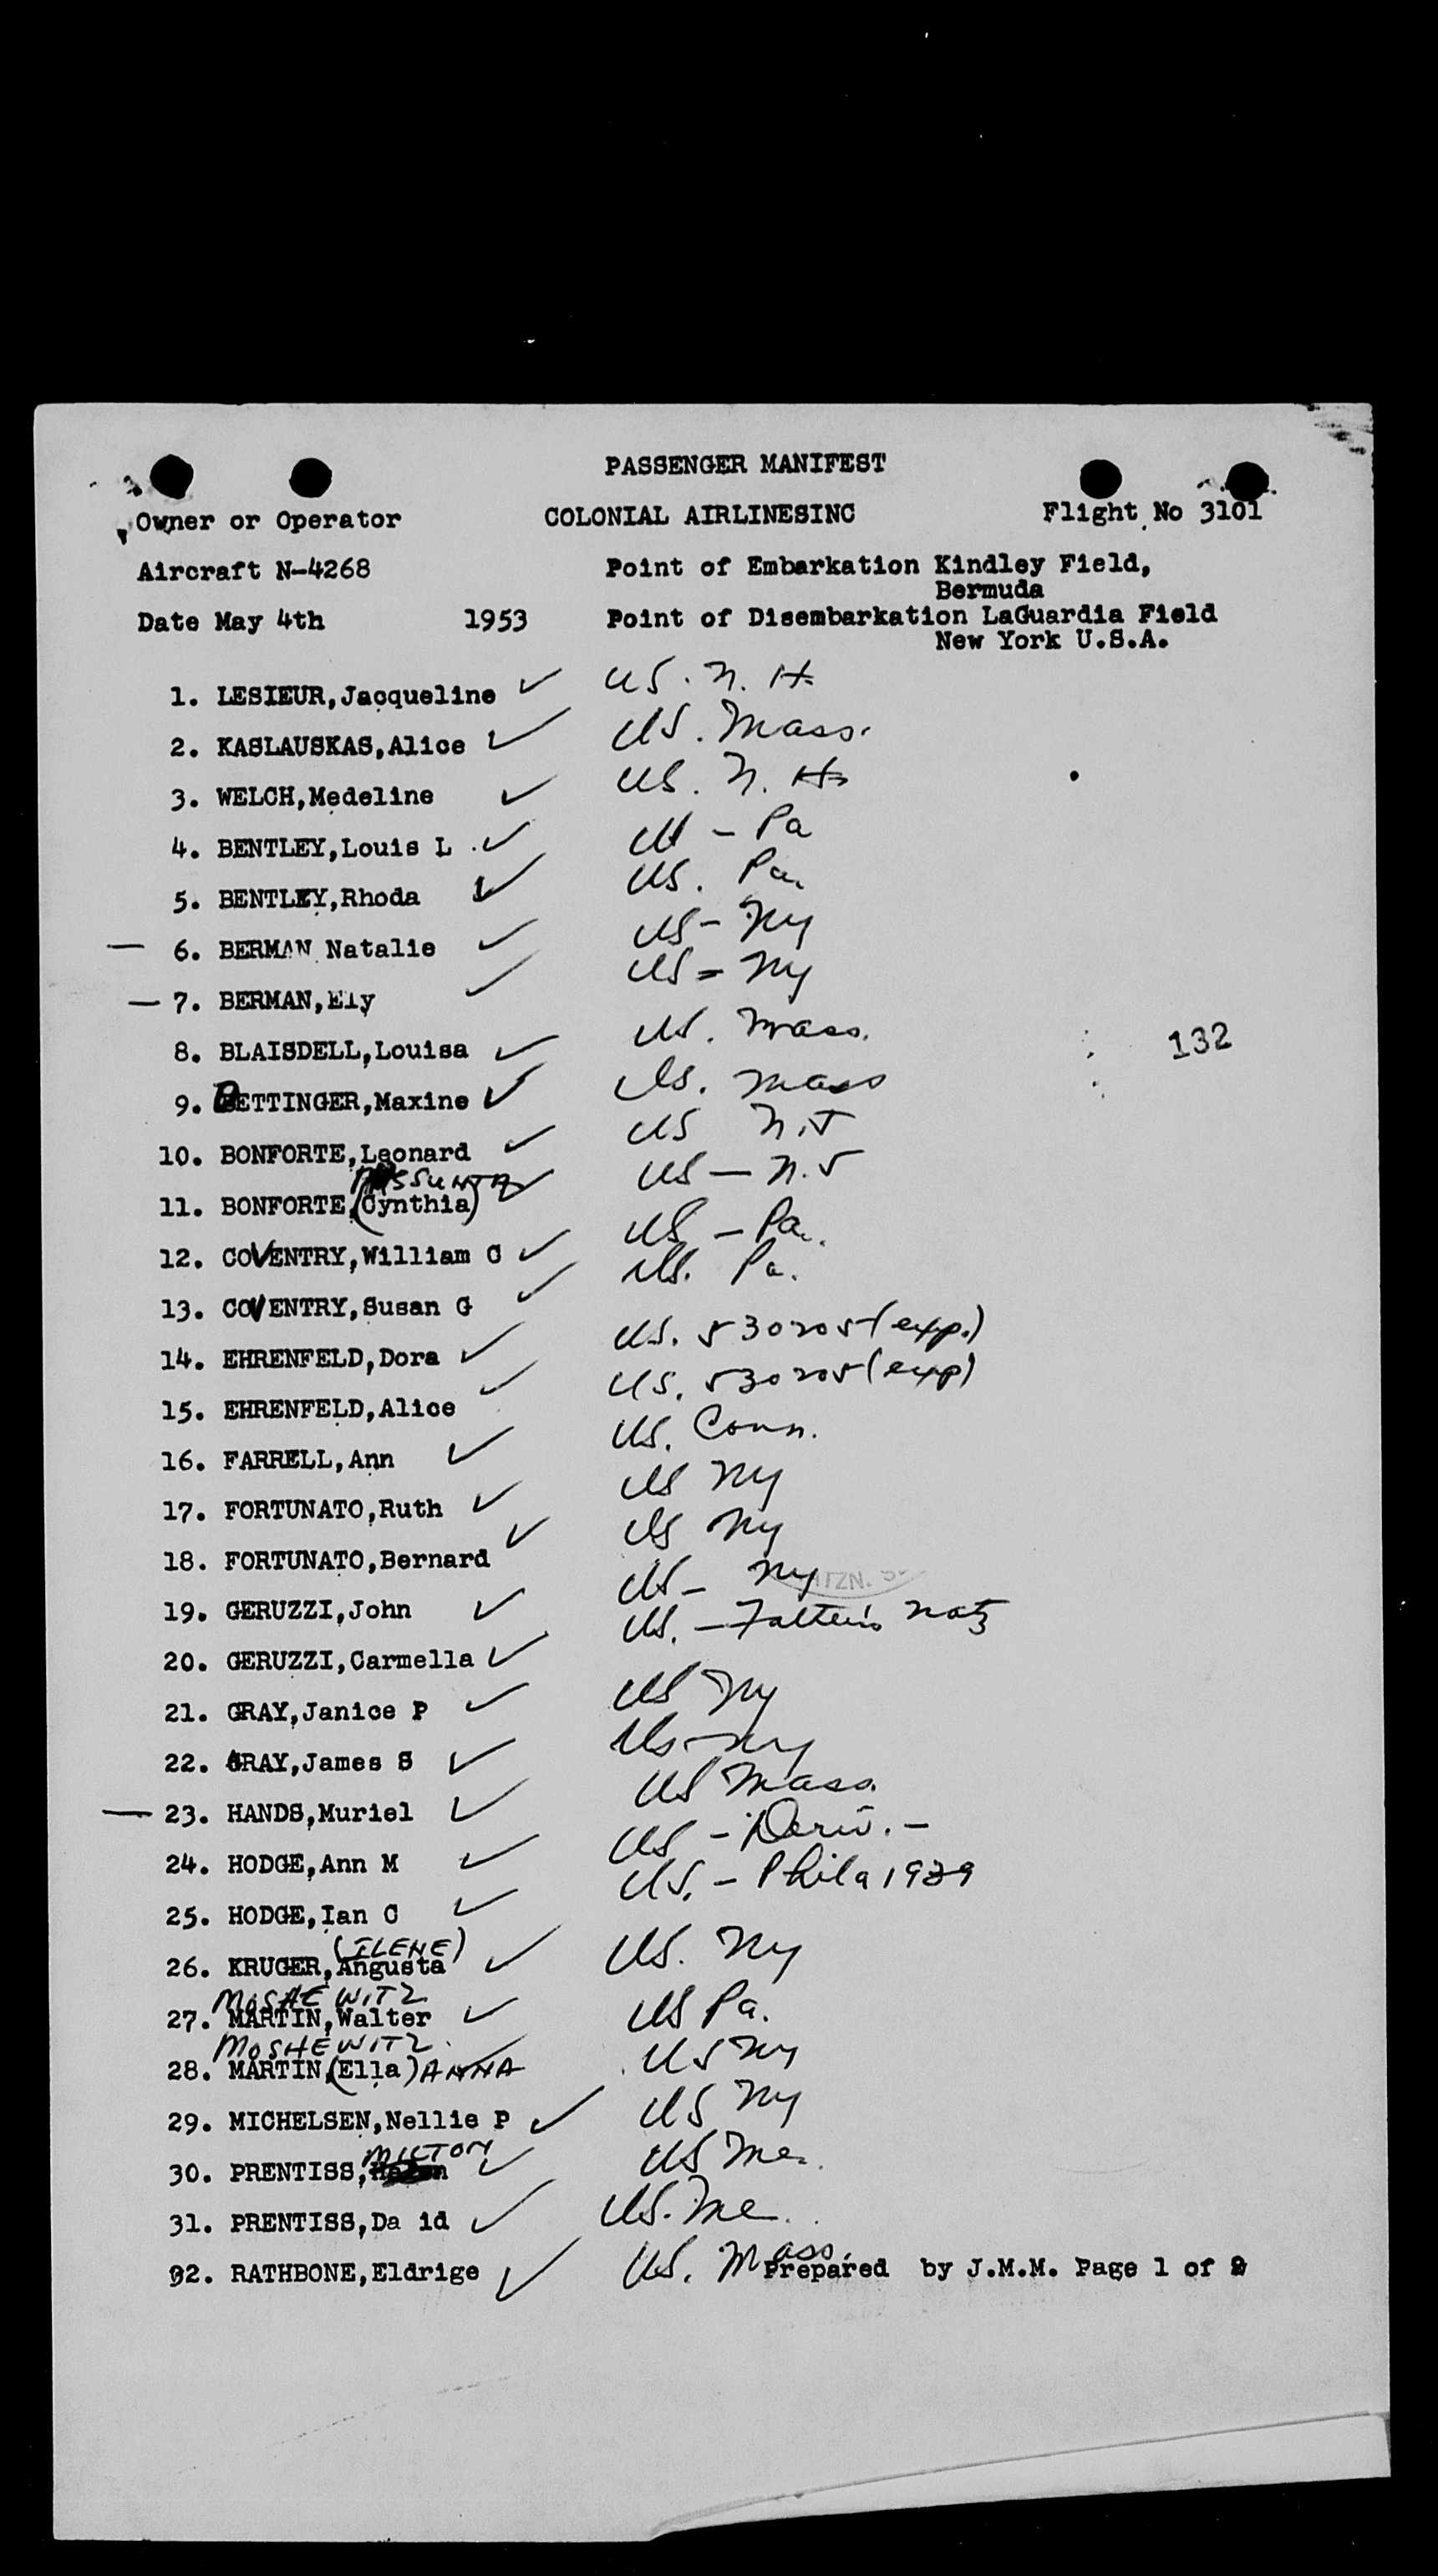 PASSENGER MANIFEST
Owner or Operator COLONIAL AIRLINESINC Flight No 3101
Aircraft N-4268 Point of Embarkation Kindley Field,
Bermuda
Date May 4th 1953 Point of Disembarkation LaGuardia Field
New York U.S.A.
1. LESIEUR,Jacqueline ✓ US. N. H.
2. KASLAUSKAS,Alice ✓ US. Mass.
3. WELCH,Medeline ✓ US. N. H.
4. BENTLEY,Louis L ✓ US - Pa
5. BENTLEY,Rhoda ✓ US. Pa.
— 6. BERMAN Natalie ✓ US - NY
— 7. BERMAN,Ely ✓ US = NY
8. BLAISDELL,Louisa ✓ US. Mass. 132
9. OETTINGER,Maxine ✓ US. Mass
10. BONFORTE,Leonard ✓ US N.J
ASSUNTA
11. BONFORTE,(Cynthia) ✓ US — N.J
12. COVENTRY,William C ✓ US - Pa.
13. COVENTRY,Susan G ✓ US. Pa.
14. EHRENFELD,Dora ✓ US. 530205 (exp.)
15. EHRENFELD,Alice ✓ US. 530205 (exp)
16. FARRELL,Ann ✓ US. Conn.
17. FORTUNATO,Ruth ✓ US NY
18. FORTUNATO,Bernard ✓ US NY
19. GERUZZI,John ✓ US - NY
20. GERUZZI,Carmella ✓ US. - Father's Natz
21. GRAY,Janice P ✓ US NY
22. GRAY,James S ✓ US - NY
— 23. HANDS,Muriel ✓ US Mass.
24. HODGE,Ann M ✓ US - Deriv. -
25. HODGE,Ian C ✓ US. - Phila 1939
(ILENE)
26. KRUGER,Angusta ✓ US. NY
MOSHEWITZ
27. MARTIN,Walter ✓ US Pa.
MOSHEWITZ
28. MARTIN,(Ella) ANNA ✓ US NY
29. MICHELSEN,Nellie P ✓ US NY
MILTON
30. PRENTISS, ✓ US Me.
31. PRENTISS,Da id ✓ US. Me.
32. RATHBONE,Eldrige ✓ US. Mass. Prepared by J.M.M. Page 1 of 2